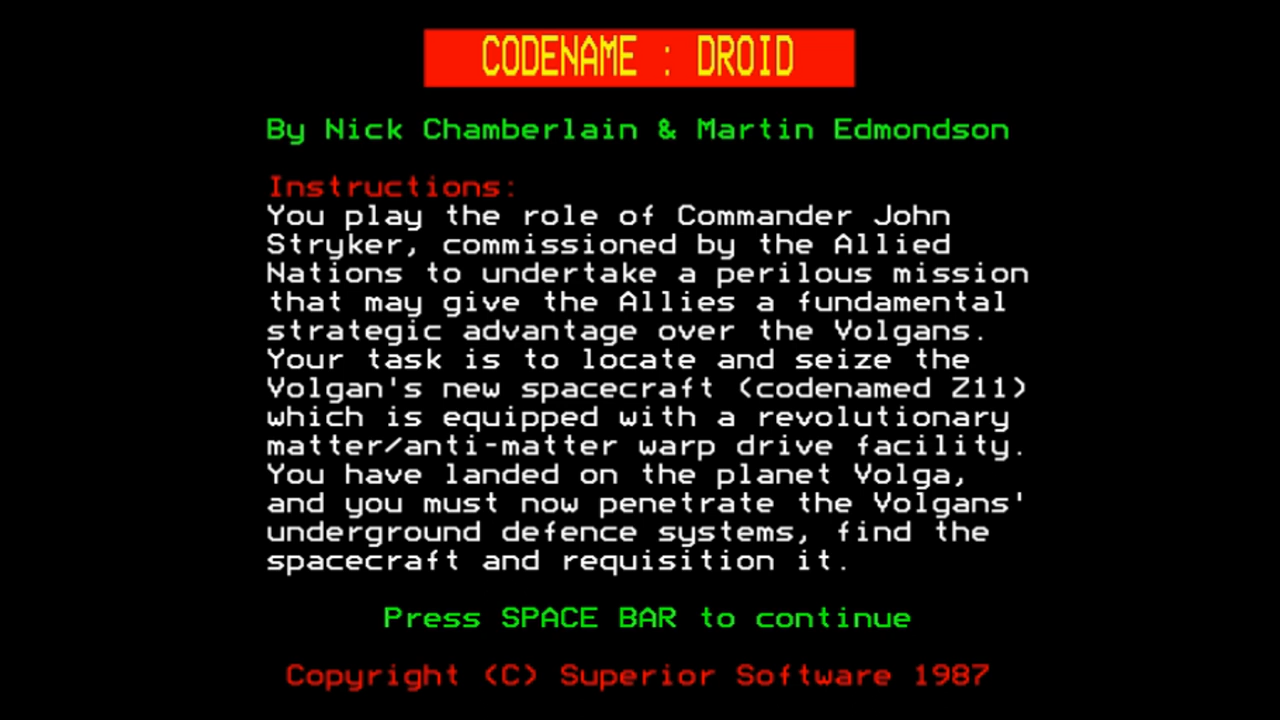 CODENAME : DROID
By Nick Chamberlain & Martin Edmondson
Instructions:
You play the role of Commander John
Stryker, commissioned by the Allied
Nations to undertake a perilous mission
that may give the Allies a fundamental
strategic advantage over the Volgans.
Your task is to locate and seize the
Volgan's new spacecraft (codenamed Z11)
which is equipped with a revolutionary
matter/anti-matter warp drive facility.
You have landed on the planet Volga,
and you must now penetrate the Volgans'
underground defence systems, find the
spacecraft and requisition it.
Press SPACE BAR to continue
Copyright (C) Superior Software 1987